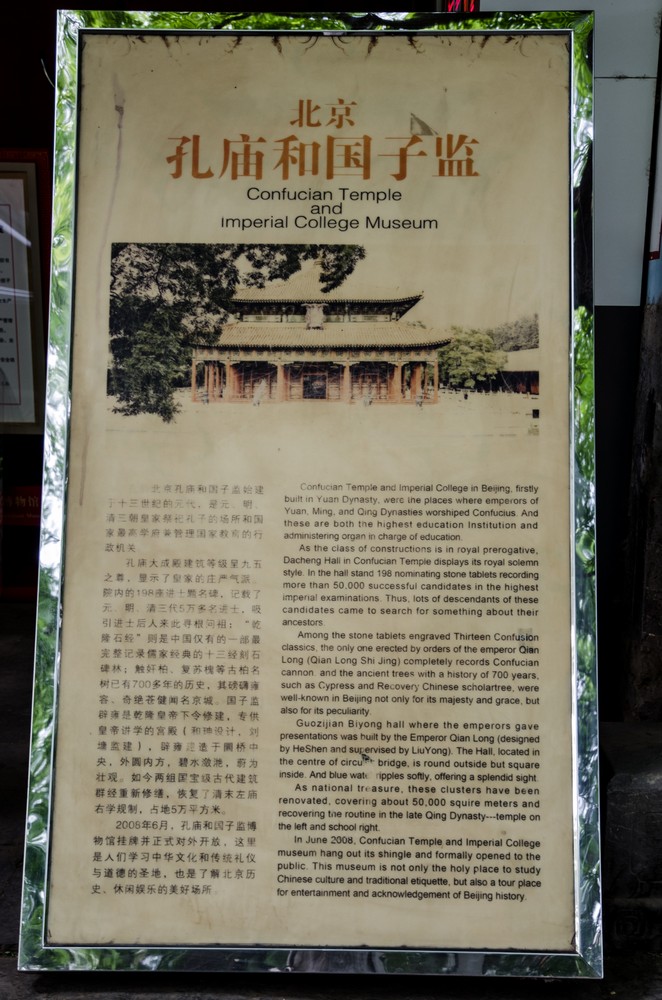 北京
孔庙和国子监
Confucian Temple
and
Imperial College Museum
北京孔庙和国子监始建
于十三世纪的元代，是元、明、
清三朝皇家祭祀孔子的场所和国
家最高学府兼管理国家教育的行
政机关。
孔庙大成殿建筑等级至九五
之尊，显示了皇家的庄严气派。
院内的198座进士题名碑，记载了
元、明、清三代5万多名进士，吸
引进士后人来此寻根问祖；“乾
隆石经”则是中国仅有的一部最
完整记录儒家经典的十三经刻石
碑林；触奸柏、复苏槐等古柏名
树已有700多年的历史，其磅礴雍
容、奇绝苍健闻名京城。国子监
辟雍是乾隆皇帝下令修建，专供
皇帝讲学的宫殿（和珅设计，刘
墉监建），辟雍建造于圜桥中
央，外圆内方，碧水潋滟，蔚为
壮观。如今两组国宝级古代建筑
群经重新修缮，恢复了清末左庙
右学规制，占地5万平方米。
2008年6月，孔庙和国子监博
物馆挂牌并正式对外开放，这里
是人们学习中华文化和传统礼仪
与道德的圣地，也是了解北京历
史、休闲娱乐的美好场所。
Confucian Temple and Imperial College in Beijing, firstly
built in Yuan Dynasty, were the places where emperors of
Yuan, Ming, and Qing Dynasties worshiped Confucius. And
these are both the highest education Institution and
administering organ in charge of education.
As the class of constructions is in royal prerogative,
Dacheng Hall in Confucian Temple displays its royal solemn
style. In the hall stand 198 nominating stone tablets recording
more than 50,000 successful candidates in the highest
imperial examinations. Thus, lots of descendants of these
candidates came to search for something about their
ancestors.
Among the stone tablets engraved Thirteen Confusion
classics, the only one erected by orders of the emperor Qian
Long (Qian Long Shi Jing) completely records Confucian
cannon. and the ancient trees with a history of 700 years,
such as Cypress and Recovery Chinese scholartree, were
well-known in Beijing not only for its majesty and grace, but
also for its peculiarity.
Guozijian Biyong hall where the emperors gave
presentations was built by the Emperor Qian Long (designed
by HeShen and supervised by LiuYong). The Hall, located in
the centre of circu bridge, is round outside but square
inside. And blue wat ripples softly, offering a splendid sight.
As national treasure, these clusters have been
renovated, covering about 50,000 squire meters and
recovering the routine in the late Qing Dynasty---temple on
the left and school right.
In June 2008, Confucian Temple and Imperial College
museum hang out its shingle and formally opened to the
public. This museum is not only the holy place to study
Chinese culture and traditional etiquette, but also a tour place
for entertainment and acknowledgement of Beijing history.